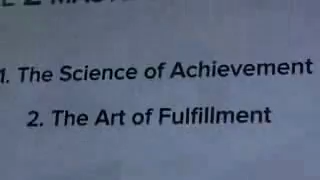 1. The Science of Achievement
2. The Art of Fulfillment